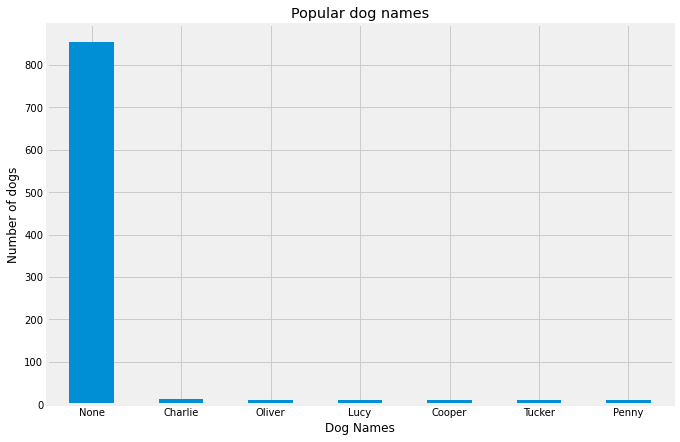 Popular dog names
Number of dogs
800
700
600
500
400
300
200
100
0
None Charlie Oliver Lucy Cooper Tucker Penny
Dog Names